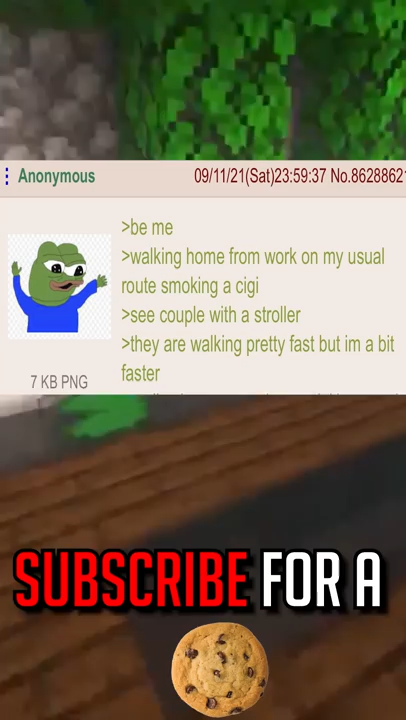 Anonymous 09/11/21(Sat)23:59:37 No.8628862
>be me
>walking home from work on my usual
route smoking a cigi
>see couple with a stroller
>they are walking pretty fast but im a bit
faster
7 KB PNG
SUBSCRIBE FOR A